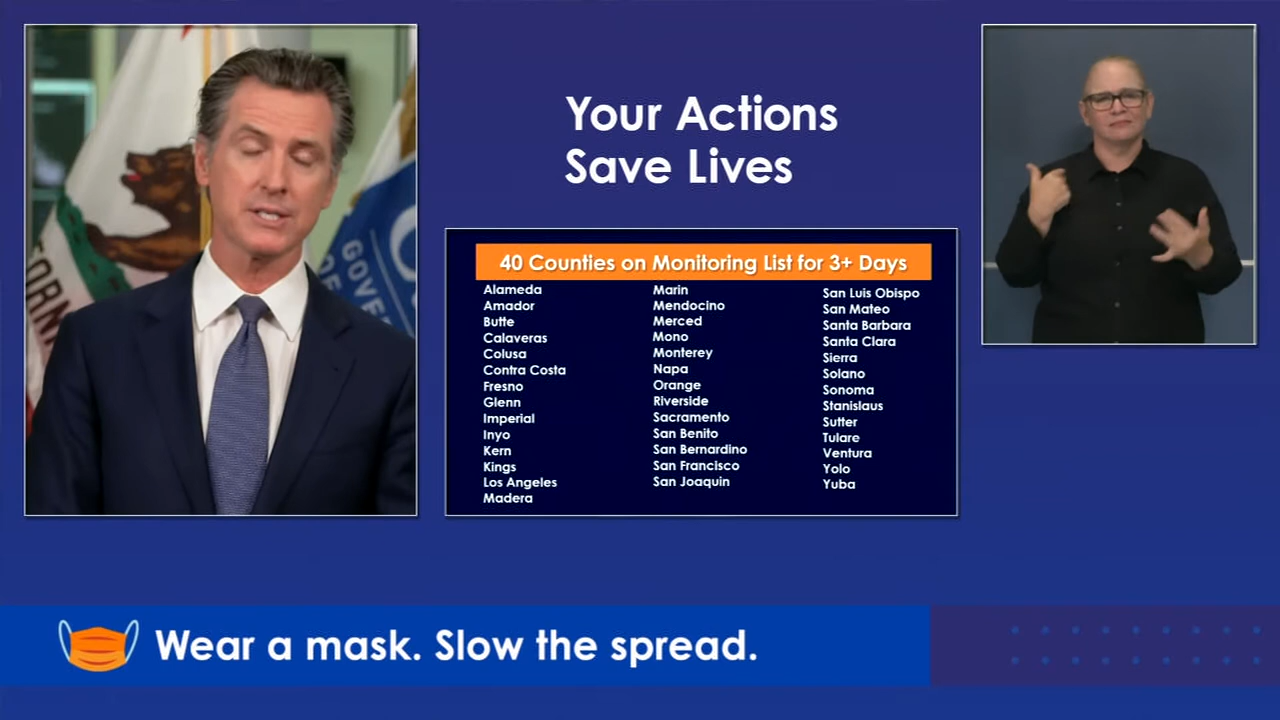 Your Actions
Save Lives
40 Counties on Monitoring List for 3+ Days
Alameda
Amador
Butte
Calaveras
Colusa
Contra Costa
Fresno
Glenn
Imperial
Inyo
Kern
Kings
Los Angeles
Madera
Marin
Mendocino
Merced
Mono
Monterey
Napa
Orange
Riverside
Sacramento
San Benito
San Bernardino
San Francisco
San Joaquin
San Luis Obispo
San Mateo
Santa Barbara
Santa Clara
Sierra
Solano
Sonoma
Stanislaus
Sutter
Tulare
Ventura
Yolo
Yuba
Wear a mask. Slow the spread.